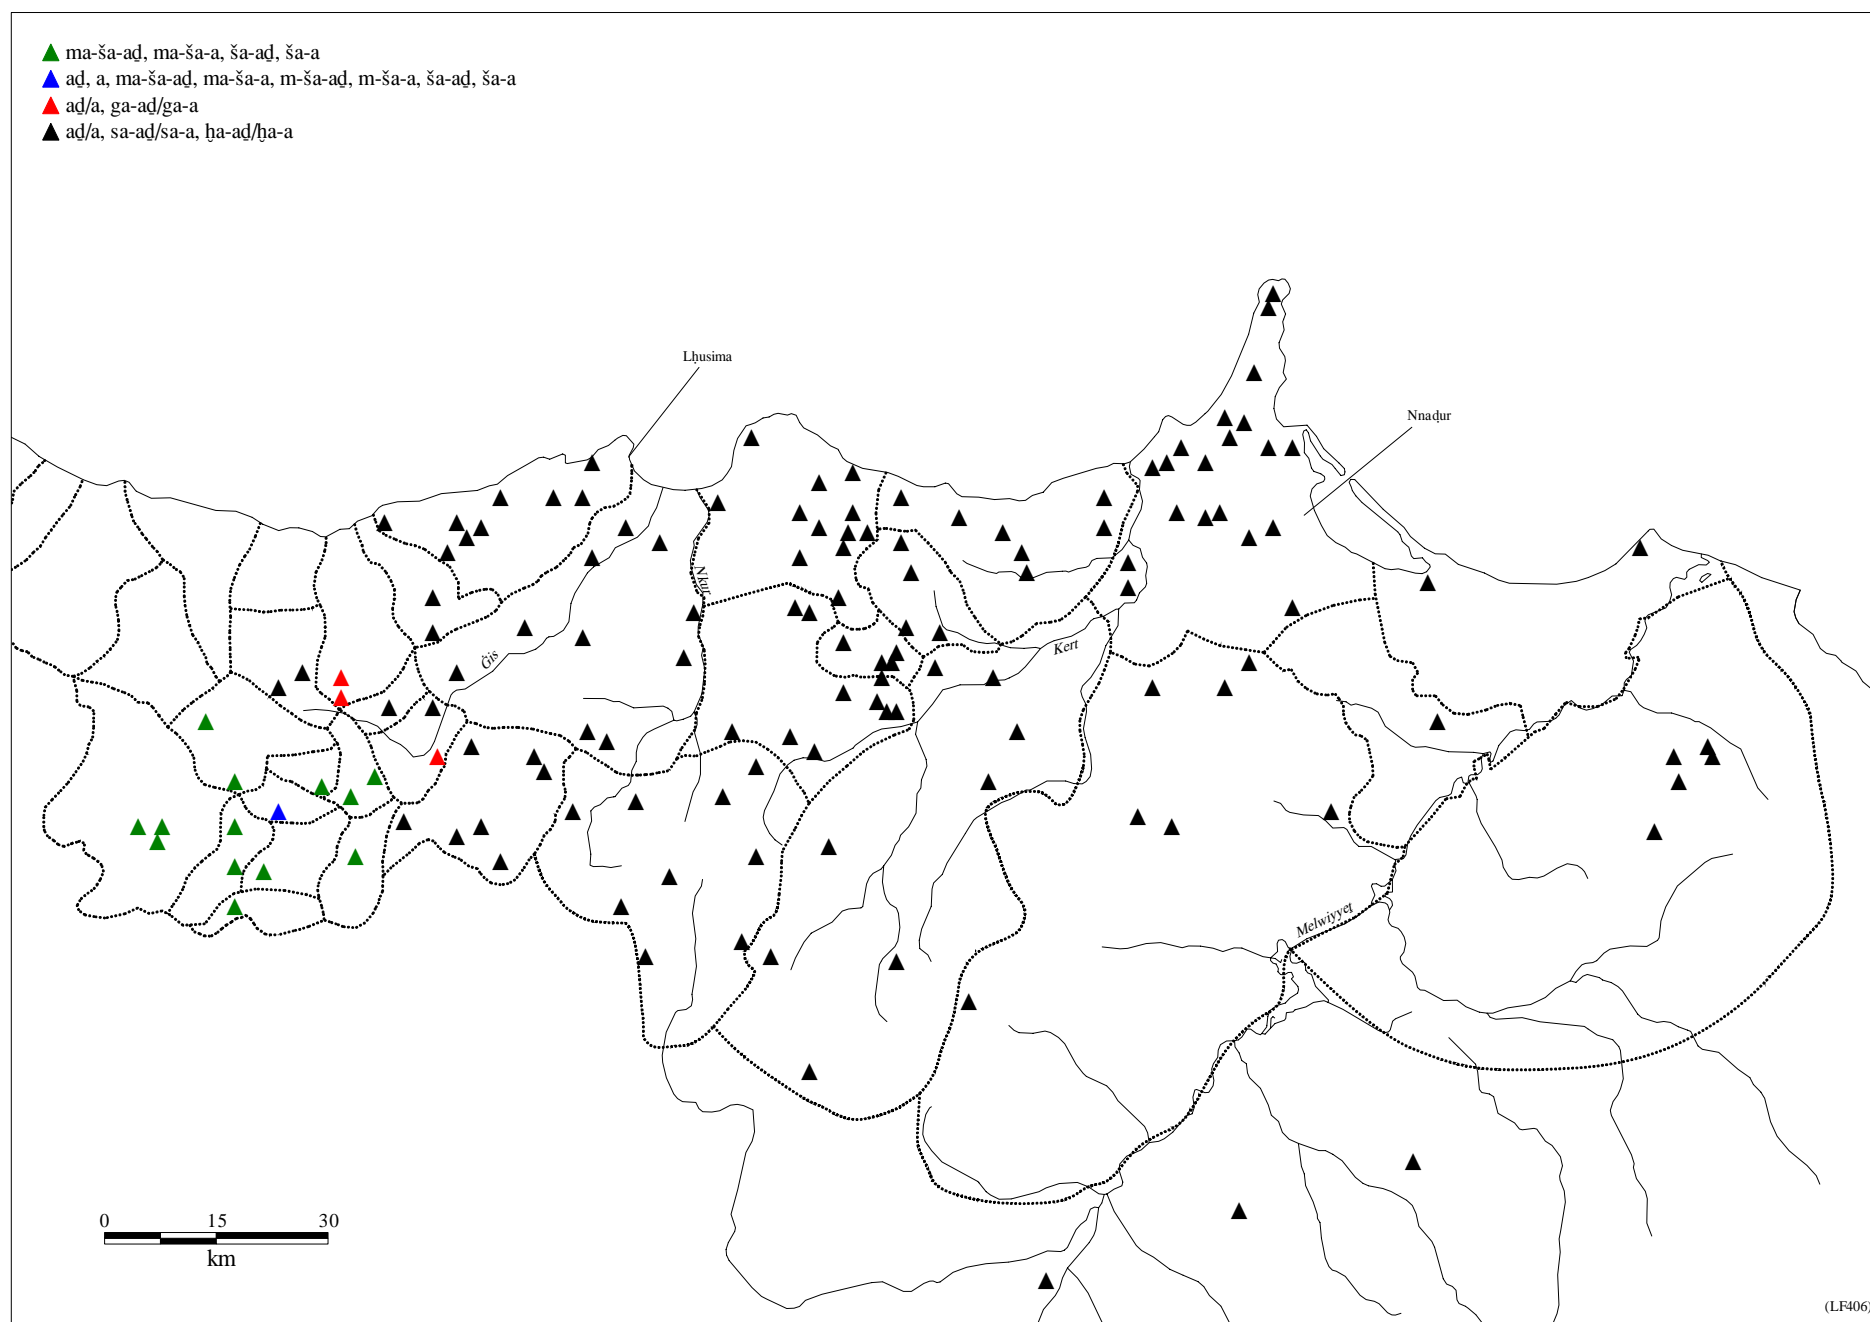 ma-ša-aḏ, ma-ša-a, ša-aḏ, ša-a
aḏ, a, ma-ša-aḏ, ma-ša-a, m-ša-aḏ, m-ša-a, ša-aḏ, ša-a
aḏ/a, ga-aḏ/ga-a
aḏ/a, sa-aḏ/sa-a, ḫa-aḏ/ḫa-a
Lḥusima
Nnaḍur
Nkur
Ğis
Kert
Melwiyyeṯ
0 15 30
km
(LF406)